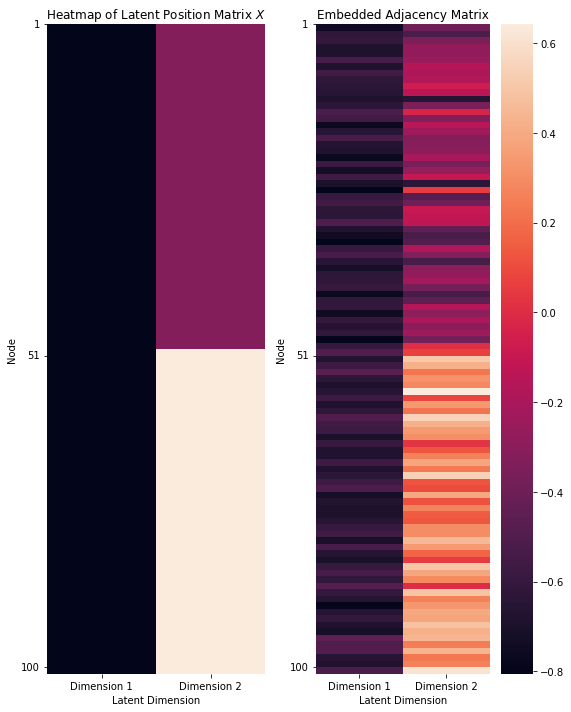 Heatmap of Latent Position Matrix X
Embedded Adjacency Matrix
1
51
100
Node
Dimension 1
Dimension 2
Latent Dimension
1
51
100
Node
Dimension 1
Dimension 2
Latent Dimension
0.6
0.4
0.2
0.0
−0.2
−0.4
−0.6
−0.8